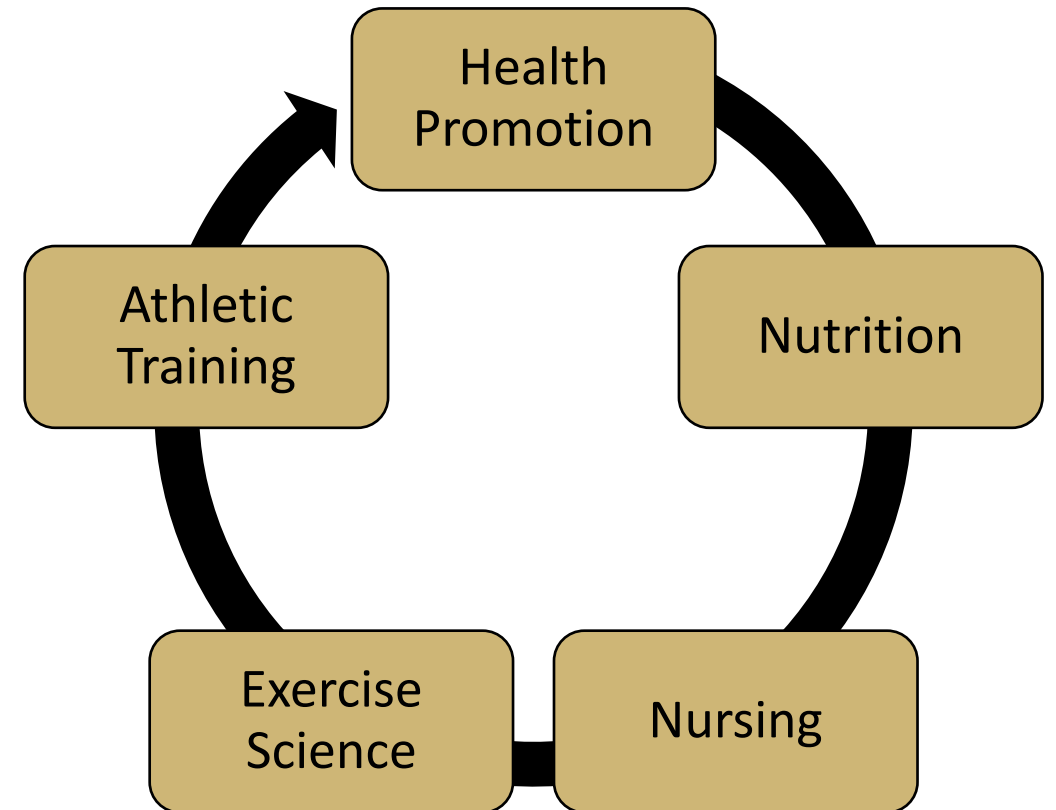 Health
Promotion
Nutrition
Nursing
Exercise
Science
Athletic
Training